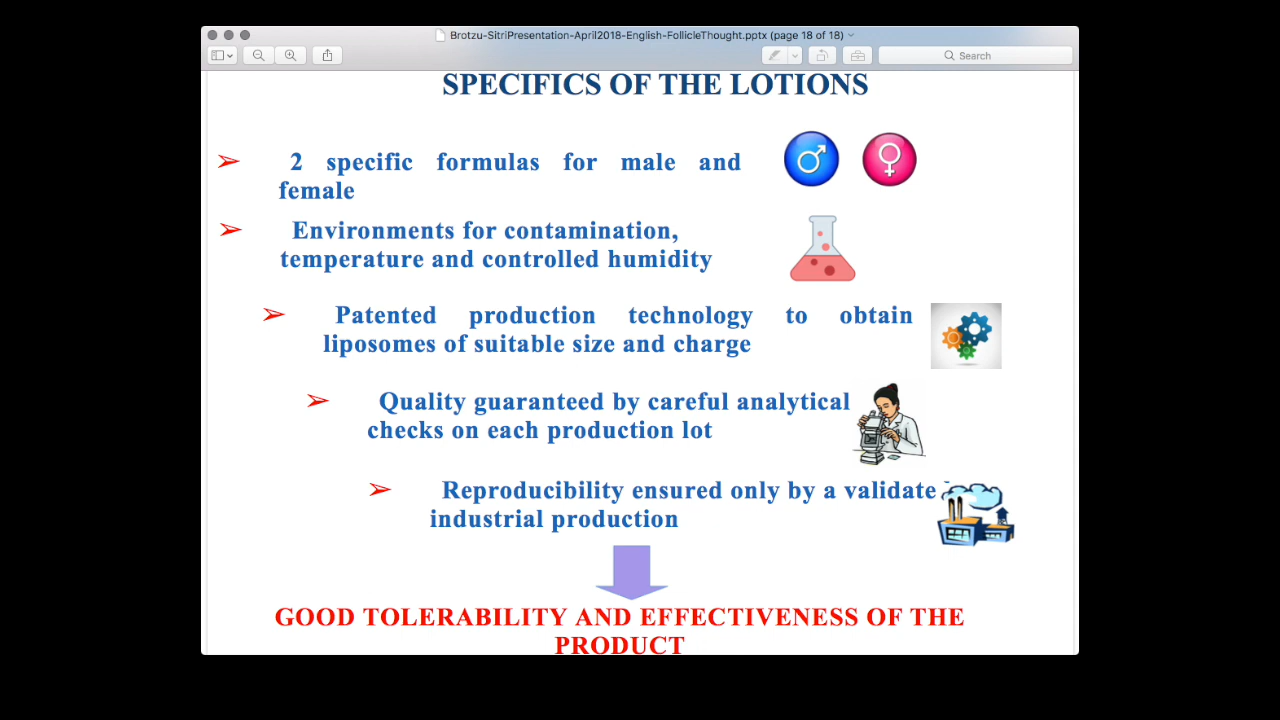 Brotzu-SitriPresentation-April2018-English-FollicleThought.pptx (page 18 of 18)
Search
SPECIFICS OF THE LOTIONS
2 specific formulas for male and
female
Environments for contamination,
temperature and controlled humidity
Patented production technology to obtain
liposomes of suitable size and charge
Quality guaranteed by careful analytical
checks on each production lot
Reproducibility ensured only by a validate
industrial production
GOOD TOLERABILITY AND EFFECTIVENESS OF THE
PRODUCT